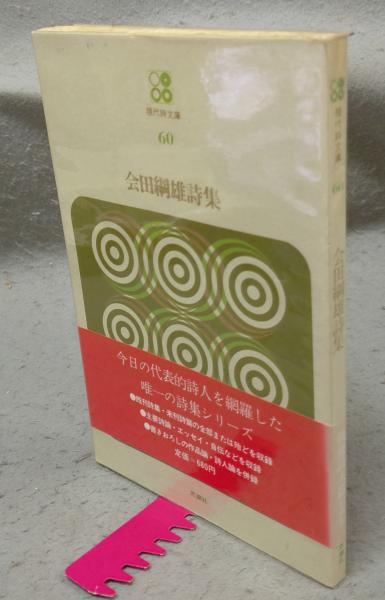 現代詩文庫
60
会田綱雄詩集
今日の代表的詩人を網羅した
唯一の詩集シリーズ
●既刊詩集・未刊詩篇の全部または殆どを収録
●主要詩論・エッセイ・自伝などを収録
●書きおろしの作品論・詩人論を併録
定価=680円
思潮社
現代詩文庫
60
会田綱雄詩集